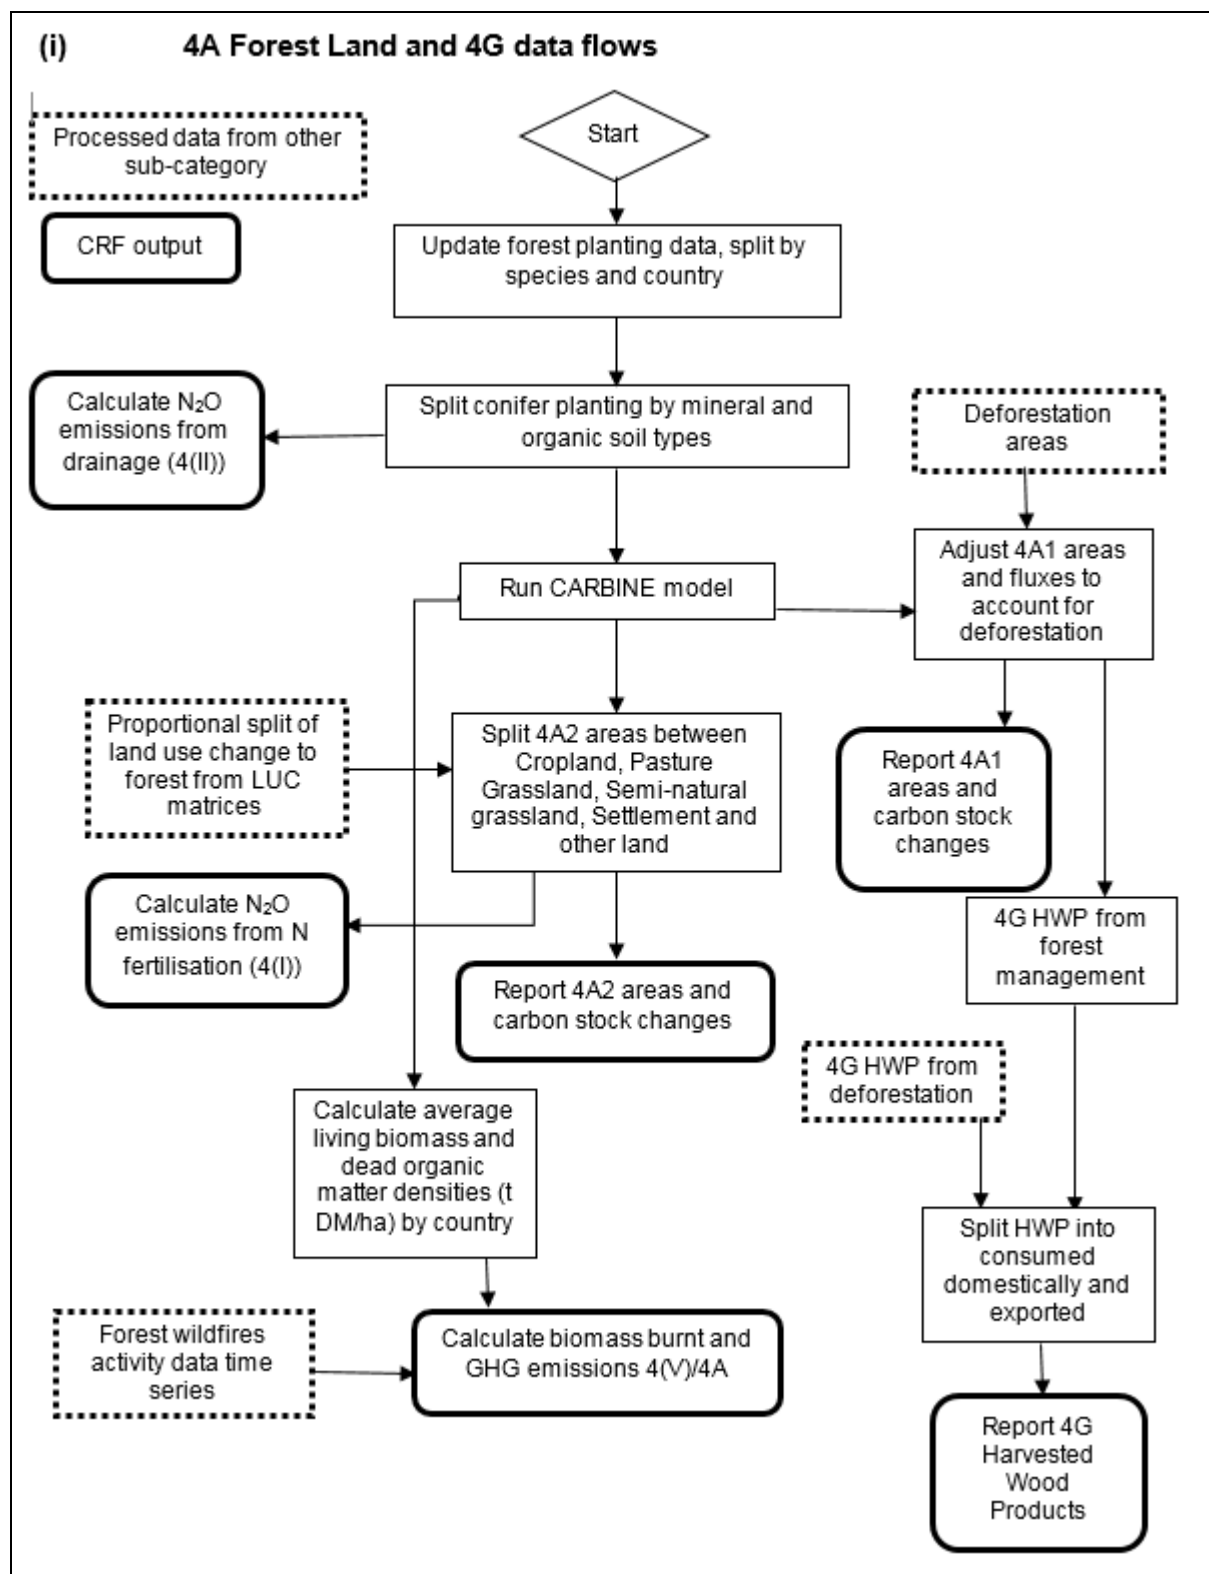 (i) 4A Forest Land and 4G data flows
Processed data from other
sub-category
CRF output
Start
Update forest planting data, split by
species and country
Calculate N₂O
emissions from
drainage (4(II))
Split conifer planting by mineral and
organic soil types
Deforestation
areas
Run CARBINE model
Adjust 4A1 areas
and fluxes to
account for
deforestation
Proportional split of
land use change to
forest from LUC
matrices
Split 4A2 areas between
Cropland, Pasture
Grassland, Semi-natural
grassland, Settlement and
other land
Report 4A1
areas and
carbon stock
changes
Calculate N₂O
emissions from N
fertilisation (4(I))
Report 4A2 areas and
carbon stock changes
4G HWP from
forest
management
4G HWP from
deforestation
Calculate average
living biomass and
dead organic
matter densities (t
DM/ha) by country
Split HWP into
consumed
domestically and
exported
Forest wildfires
activity data time
series
Calculate biomass burnt and
GHG emissions 4(V)/4A
Report 4G
Harvested
Wood
Products